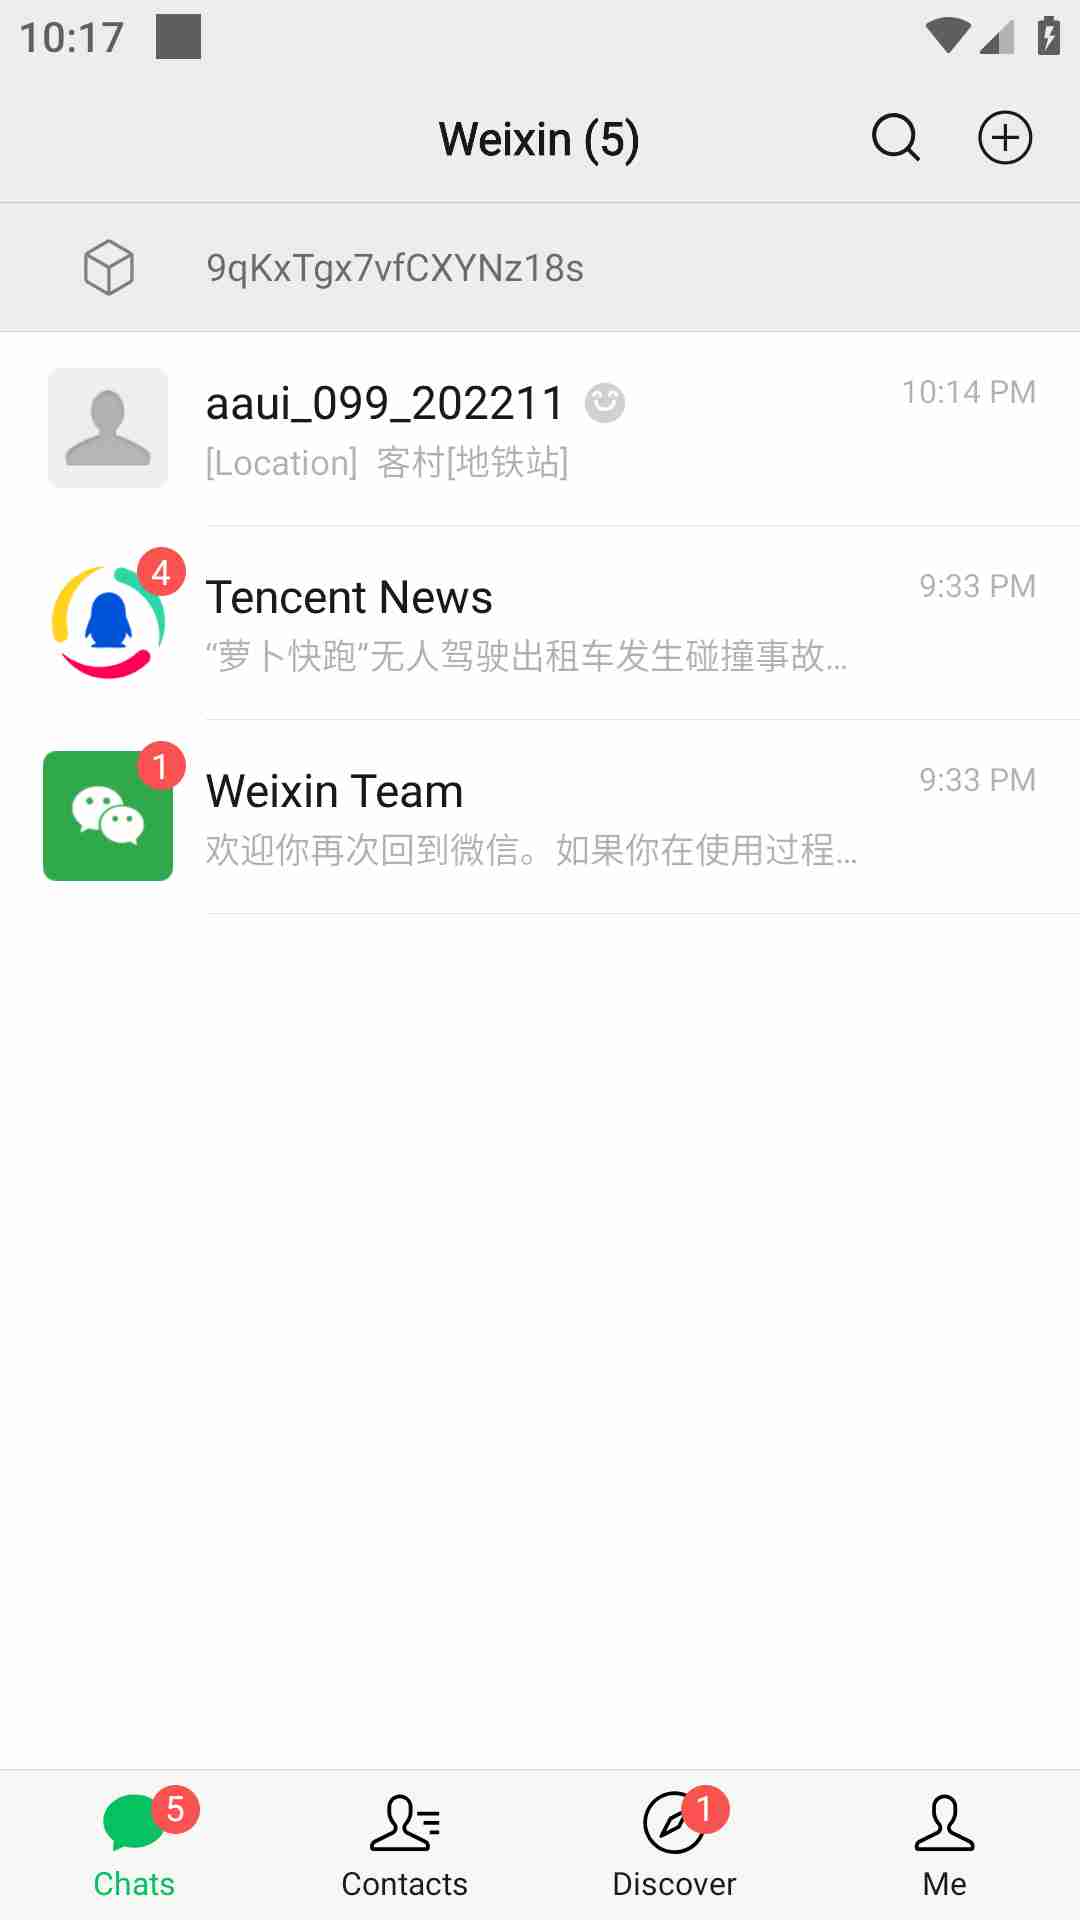 10:17
Weixin (5)
9qKxTgx7vfCXYNz18s
aaui_099_202211
10:14 PM
[Location] 客村[地铁站]
4
Tencent News
9:33 PM
“萝卜快跑”无人驾驶出租车发生碰撞事故...
1
Weixin Team
9:33 PM
欢迎你再次回到微信。如果你在使用过程...
5
1
Chats
Contacts
Discover
Me